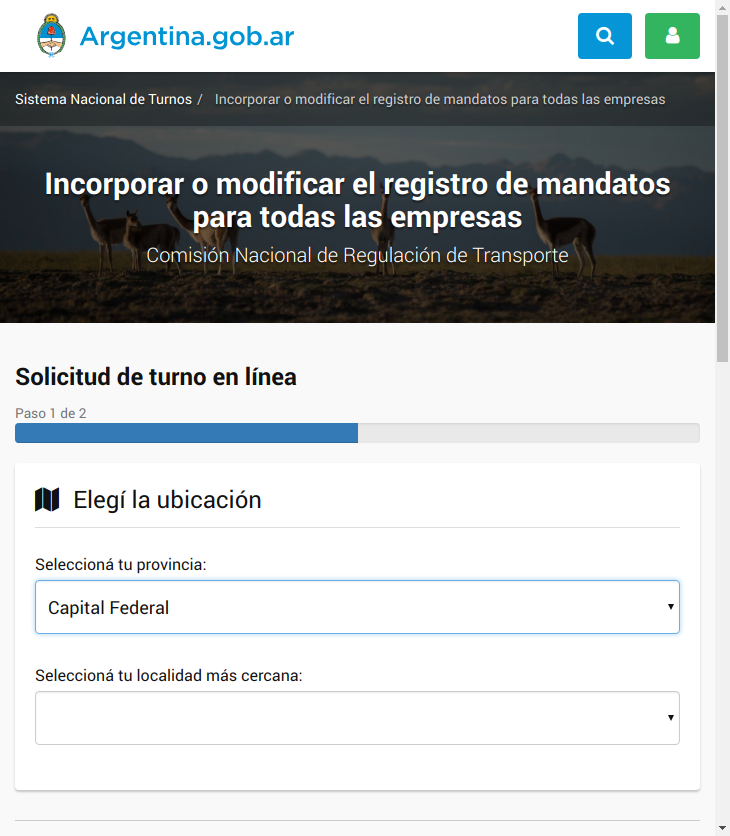 Argentina.gob.ar
Sistema Nacional de Turnos / Incorporar o modificar el registro de mandatos para todas las empresas
Incorporar o modificar el registro de mandatos
para todas las empresas
Comisión Nacional de Regulación de Transporte
Solicitud de turno en línea
Paso 1 de 2
Elegí la ubicación
Seleccioná tu provincia:
Capital Federal
Seleccioná tu localidad más cercana: